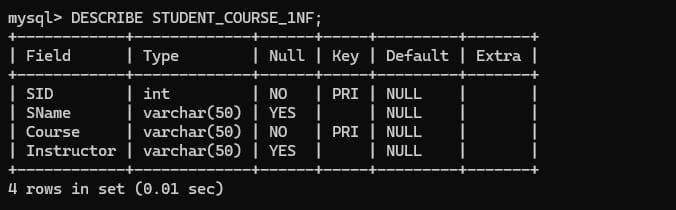 mysql> DESCRIBE STUDENT_COURSE_1NF;
+------------+-------------+------+-----+---------+-------+
| Field      | Type        | Null | Key | Default | Extra |
+------------+-------------+------+-----+---------+-------+
| SID        | int         | NO   | PRI | NULL    |       |
| SName      | varchar(50) | YES  |     | NULL    |       |
| Course     | varchar(50) | NO   | PRI | NULL    |       |
| Instructor | varchar(50) | YES  |     | NULL    |       |
+------------+-------------+------+-----+---------+-------+
4 rows in set (0.01 sec)